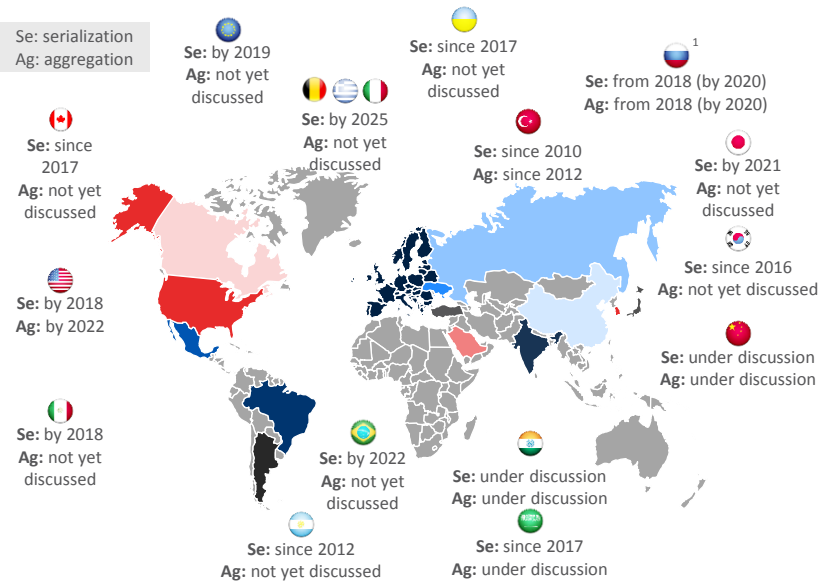 Se: serialization
Ag: aggregation
Se: by 2019
Ag: not yet
discussed
Se: since 2017
Ag: not yet
discussed
1
Se: from 2018 (by 2020)
Ag: from 2018 (by 2020)
Se: by 2025
Ag: not yet
discussed
Se: since
2017
Ag: not yet
discussed
Se: since 2010
Ag: since 2012
Se: by 2021
Ag: not yet
discussed
Se: since 2016
Ag: not yet discussed
Se: by 2018
Ag: by 2022
Se: under discussion
Ag: under discussion
Se: by 2018
Ag: not yet
discussed
Se: by 2022
Ag: not yet
discussed
Se: under discussion
Ag: under discussion
Se: since 2012
Ag: not yet discussed
Se: since 2017
Ag: under discussion